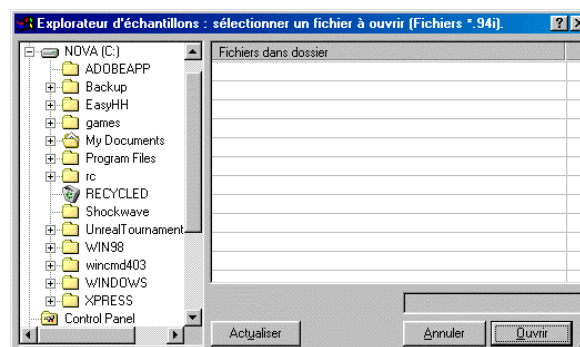 Explorateur d'échantillons : sélectionner un fichier à ouvrir (Fichiers *.94i).
NOVA (C:)
ADOBEAPP
Backup
EasyHH
games
My Documents
Program Files
rc
RECYCLED
Shockwave
UnrealTournament
WIN98
wincmd403
WINDOWS
XPRESS
Control Panel
Fichiers dans dossier
Actualiser
Annuler
Ouvrir